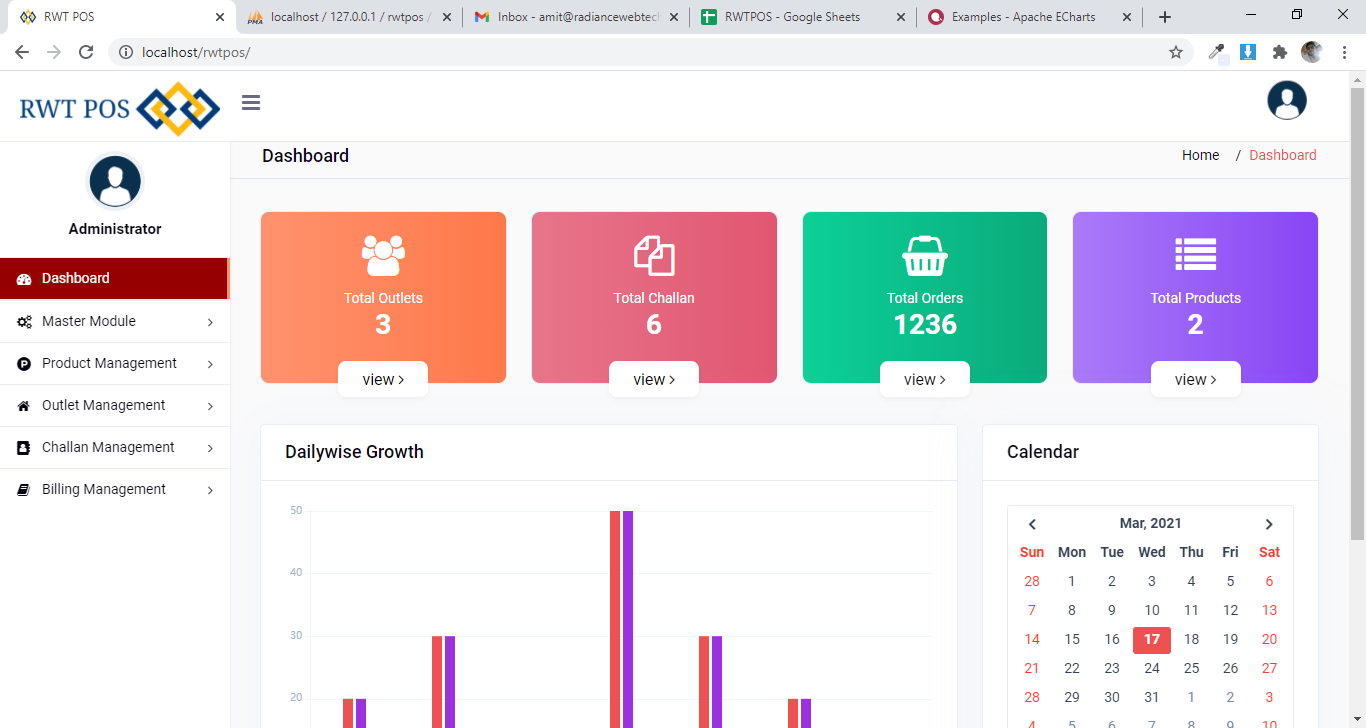 RWT POS
localhost / 127.0.0.1 / rwtpos /
Inbox - amit@radiancewebtec
RWTPOS - Google Sheets
Examples - Apache ECharts
localhost/rwtpos/
RWT POS
Dashboard
Home / Dashboard
Administrator
Dashboard
Master Module
Product Management
Outlet Management
Challan Management
Billing Management
Total Outlets
3
view >
Total Challan
6
view >
Total Orders
1236
view >
Total Products
2
view >
Dailywise Growth
50
40
30
20
Calendar
Mar, 2021
Sun Mon Tue Wed Thu Fri Sat
28 1 2 3 4 5 6
7 8 9 10 11 12 13
14 15 16 17 18 19 20
21 22 23 24 25 26 27
28 29 30 31 1 2 3
4 5 6 7 8 9 10